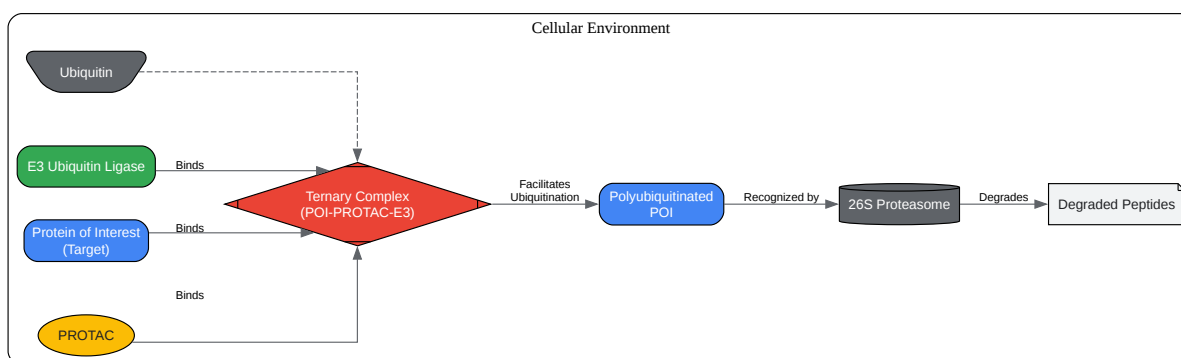 Cellular Environment
Ubiquitin
E3 Ubiquitin Ligase
Binds
Protein of Interest
(Target)
Binds
Binds
PROTAC
Ternary Complex
(POI-PROTAC-E3)
Facilitates
Ubiquitination
Polyubiquitinated
POI
Recognized by
26S Proteasome
Degrades
Degraded Peptides